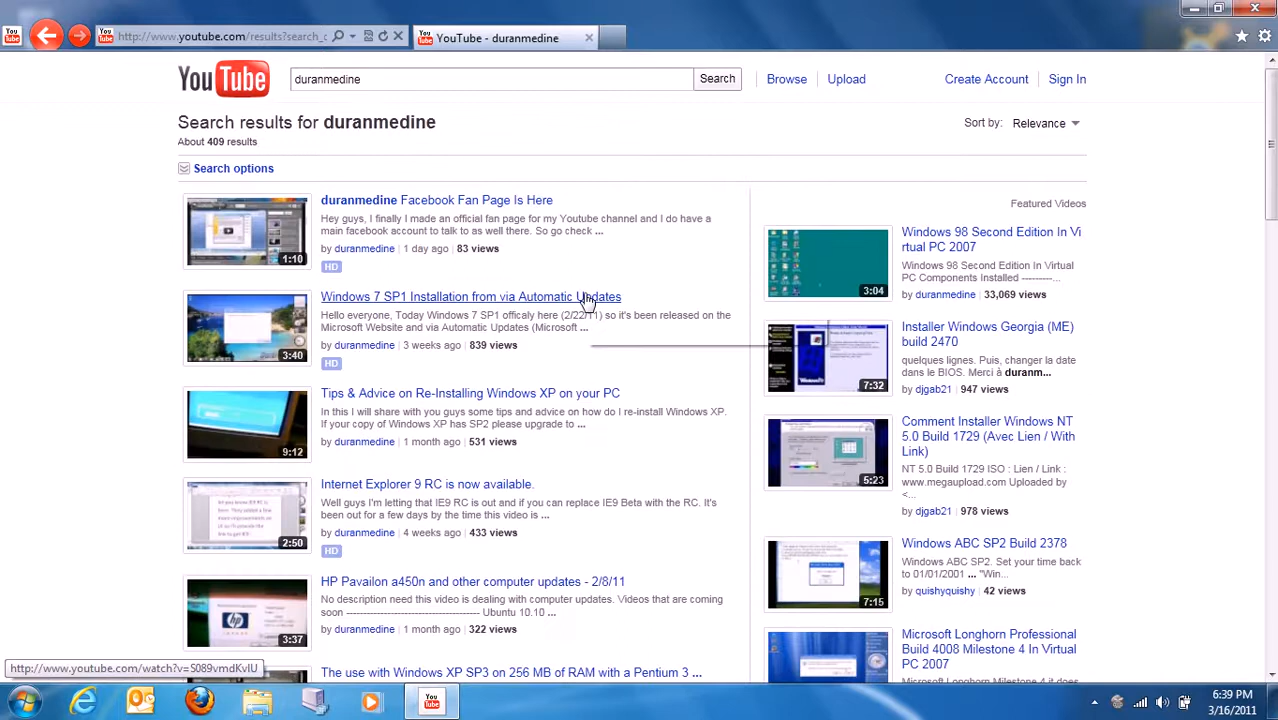 http://www.youtube.com/results?search_c
YouTube - duranmedine
You Tube
duranmedine
Search
Browse
Upload
Create Account
Sign In
Search results for duranmedine
About 409 results
Sort by: Relevance
Search options
duranmedine Facebook Fan Page Is Here
Hey guys, I finally I made an official fan page for my Youtube channel and I do have a
main facebook account to talk to as well there. So go check ...
by duranmedine | 1 day ago | 83 views
HD
1:10
Windows 7 SP1 Installation from via Automatic Updates
Hello everyone, Today Windows 7 SP1 officaly here (2/22/11) so it's been released on the
Microsoft Website and via Automatic Updates (Microsoft ...
by duranmedine | 3 weeks ago | 839 views
HD
3:40
Tips & Advice on Re-Installing Windows XP on your PC
In this I will share with you guys some tips and advice on how do I re-install Windows XP.
If your copy of Windows XP has SP2 please upgrade to ...
by duranmedine | 1 month ago | 531 views
9:12
Internet Explorer 9 RC is now available.
Well guys I'm letting that IE9 RC is out and if you can replace IE9 Beta with the RC. It's
been out for a few days by the time this video is ...
by duranmedine | 4 weeks ago | 433 views
HD
2:50
HP Pavailon a450n and other computer updates - 2/8/11
No description need this video is dealing with computer updates. Videos that are coming
soon ------------------------------------ Ubuntu 10.10 ...
by duranmedine | 1 month ago | 322 views
3:37
The use with Windows XP SP3 on 256 MB of RAM with a Pentium 3 ...
Featured Videos
Windows 98 Second Edition In Vi
rtual PC 2007
Windows 98 Second Edition In Virtual
PC Components Installed ----------...
by duranmedine | 33,069 views
3:04
Installer Windows Georgia (ME)
build 2470
quelques lignes. Puis, changer la date
dans le BIOS. Merci à duranm...
by djgab21 | 947 views
7:32
Comment Installer Windows NT
5.0 Build 1729 (Avec Lien / With
Link)
NT 5.0 Build 1729 ISO : Lien / Link :
www.megaupload.com Uploaded by
<...
by djgab21 | 978 views
5:23
Windows ABC SP2 Build 2378
Windows ABC SP2. Set your time back
to 01/01/2001 ... "Win...
by quishyquishy | 42 views
7:15
Microsoft Longhorn Professional
Build 4008 Milestone 4 In Virtual
PC 2007
Microsoft Longhorn Milestone 4 it does
http://www.youtube.com/watch?v=S089vmdKvIU
You Tube
6:39 PM
3/16/2011